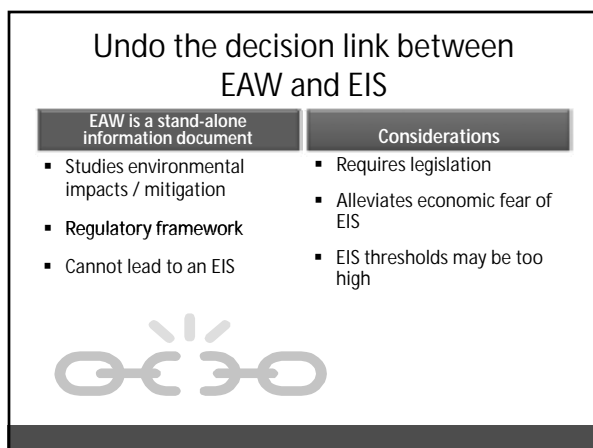 Undo the decision link between
EAW and EIS
EAW is a stand-alone
information document
▪ Studies environmental
impacts / mitigation
▪ Regulatory framework
▪ Cannot lead to an EIS
Considerations
▪ Requires legislation
▪ Alleviates economic fear of
EIS
▪ EIS thresholds may be too
high